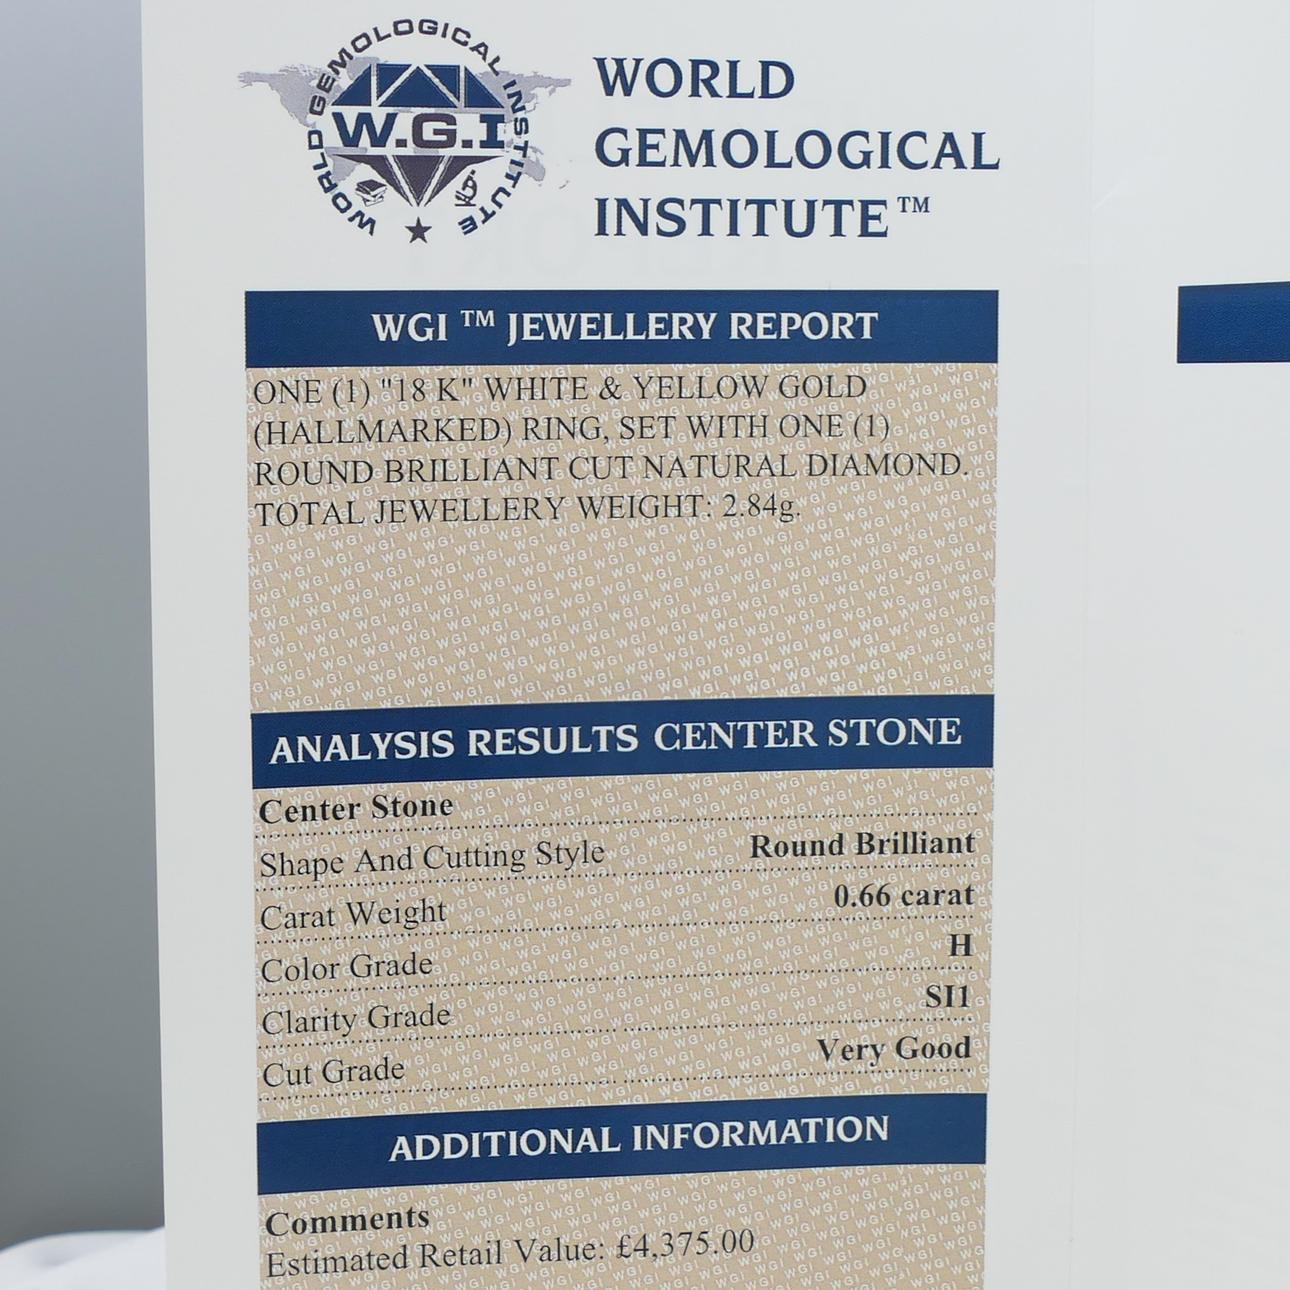 WORLD GEMOLOGICAL INSTITUTE
W.G.I
WORLD
GEMOLOGICAL
INSTITUTE™
WGI ™ JEWELLERY REPORT
ONE (1) "18 K" WHITE & YELLOW GOLD
(HALLMARKED) RING, SET WITH ONE (1)
ROUND BRILLIANT CUT NATURAL DIAMOND.
TOTAL JEWELLERY WEIGHT: 2.84g.
ANALYSIS RESULTS CENTER STONE
Center Stone
Shape And Cutting Style Round Brilliant
Carat Weight 0.66 carat
Color Grade H
Clarity Grade SI1
Cut Grade Very Good
ADDITIONAL INFORMATION
Comments
Estimated Retail Value: £4,375.00